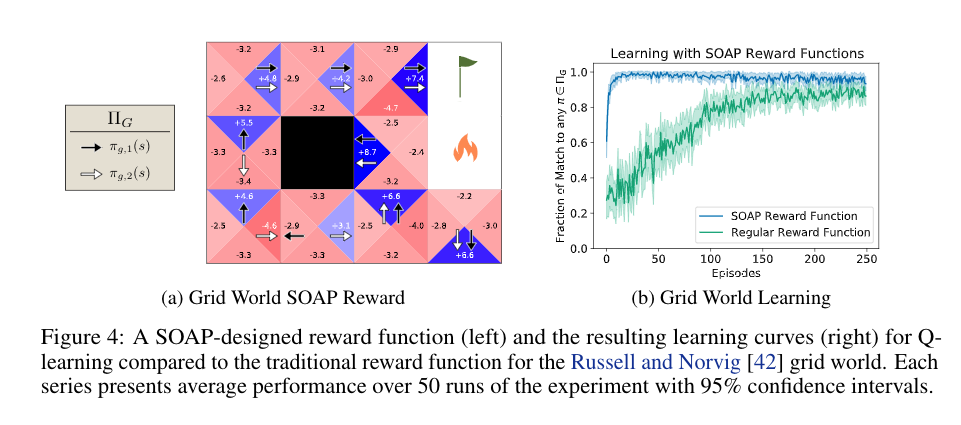 Π_G
π_{g,1}(s)
π_{g,2}(s)
-3.2 -3.1 -2.9
-2.6 +4.8 -2.9 +4.2 -3.0 +7.4
-3.2 -3.2 -4.7
+5.5 -2.5
-3.3 -3.3 +8.7 -2.4
-3.4 -3.2
+4.6 -3.3 +6.6 -2.2
-2.5 -4.6 -2.9 +3.1 -2.5 -4.0 -2.8 -3.0
-3.3 -3.3 -3.2 +6.6
(a) Grid World SOAP Reward
Learning with SOAP Reward Functions
Fraction of Match to any π ∈ Π_G
1.0
0.8
0.6
0.4
0.2
0.0
SOAP Reward Function
Regular Reward Function
0 50 100 150 200 250
Episodes
(b) Grid World Learning
Figure 4: A SOAP-designed reward function (left) and the resulting learning curves (right) for Q-
learning compared to the traditional reward function for the Russell and Norvig [42] grid world. Each
series presents average performance over 50 runs of the experiment with 95% confidence intervals.